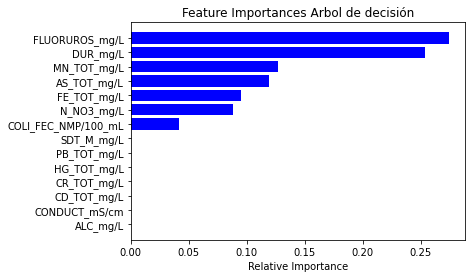 Feature Importances Arbol de decisión
FLUORUROS_mg/L
DUR_mg/L
MN_TOT_mg/L
AS_TOT_mg/L
FE_TOT_mg/L
N_NO3_mg/L
COLI_FEC_NMP/100_mL
SDT_M_mg/L
PB_TOT_mg/L
HG_TOT_mg/L
CR_TOT_mg/L
CD_TOT_mg/L
CONDUCT_mS/cm
ALC_mg/L
0.00 0.05 0.10 0.15 0.20 0.25
Relative Importance